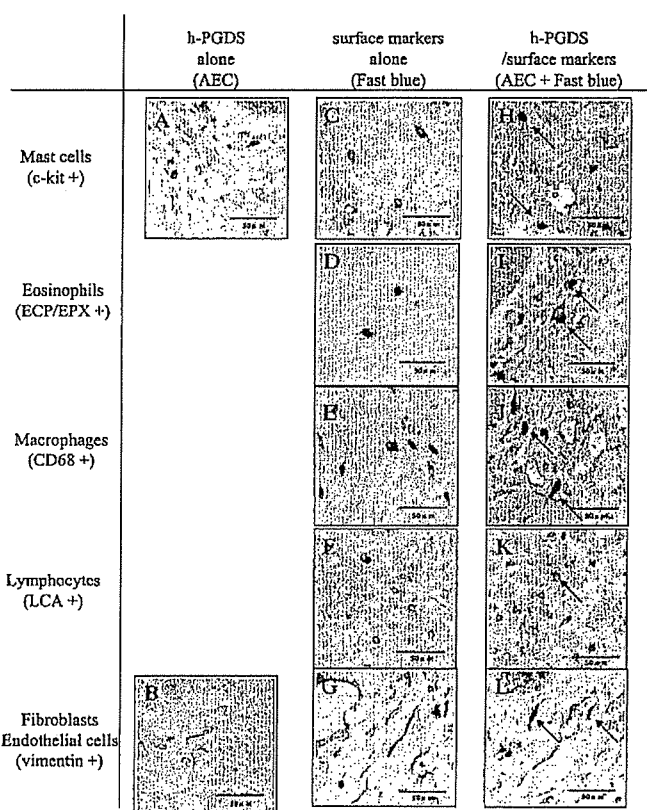 h-PGDS
alone
(AEC)
surface markers
alone
(Fast blue)
h-PGDS
/surface markers
(AEC + Fast blue)
Mast cells
(c-kit +)
A
C
H
Eosinophils
(ECP/EPX +)
D
I
Macrophages
(CD68 +)
E
J
Lymphocytes
(LCA +)
F
K
Fibroblasts
Endothelial cells
(vimentin +)
B
G
L